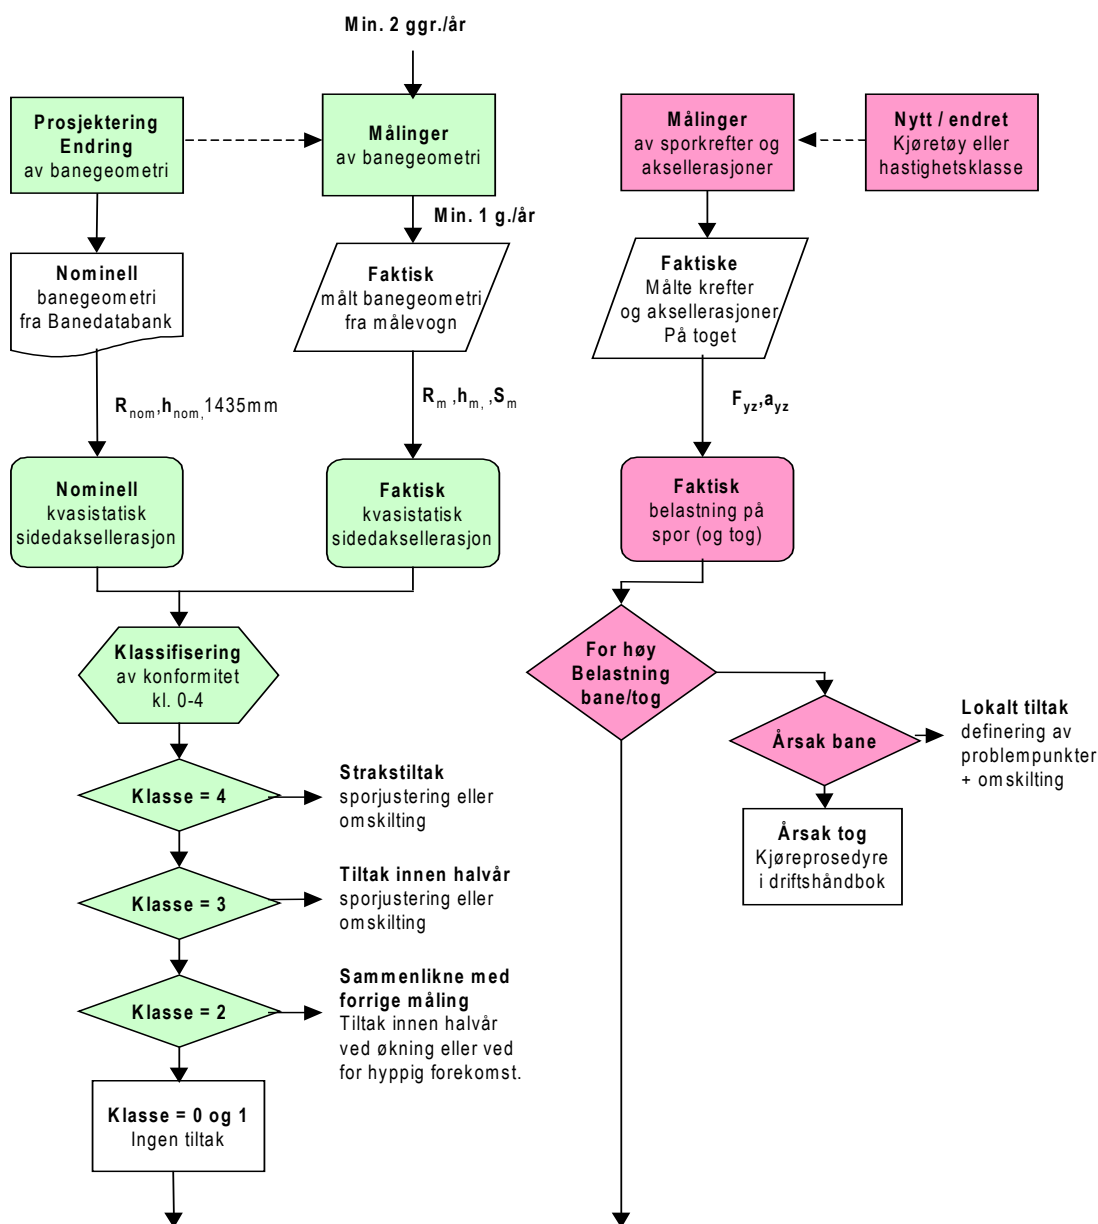 Min. 2 ggr./år
Prosjektering
Endring
av banegeometri
Målinger
av banegeometri
Målinger
av sporkrefter og
aksellerasjoner
Nytt / endret
Kjøretøy eller
hastighetsklasse
Min. 1 g./år
Nominell
banegeometri
fra Banedatabank
Faktisk
målt banegeometri
fra målevogn
Faktiske
Målte krefter
og aksellerasjoner
På toget
Rnom,hnom,1435mm
Rm ,hm, ,Sm
Fyz,ayz
Nominell
kvasistatisk
sidedaksellerasjon
Faktisk
kvasistatisk
sidedaksellerasjon
Faktisk
belastning på
spor (og tog)
Klassifisering
av konformitet
kl. 0-4
For høy
Belastning
bane/tog
Årsak bane
Lokalt tiltak
definering av
problempunkter
+ omskilting
Klasse = 4
Strakstiltak
sporjustering eller
omskilting
Årsak tog
Kjøreprosedyre
i driftshåndbok
Klasse = 3
Tiltak innen halvår
sporjustering eller
omskilting
Klasse = 2
Sammenlikne med
forrige måling
Tiltak innen halvår
ved økning eller ved
for hyppig forekomst.
Klasse = 0 og 1
Ingen tiltak